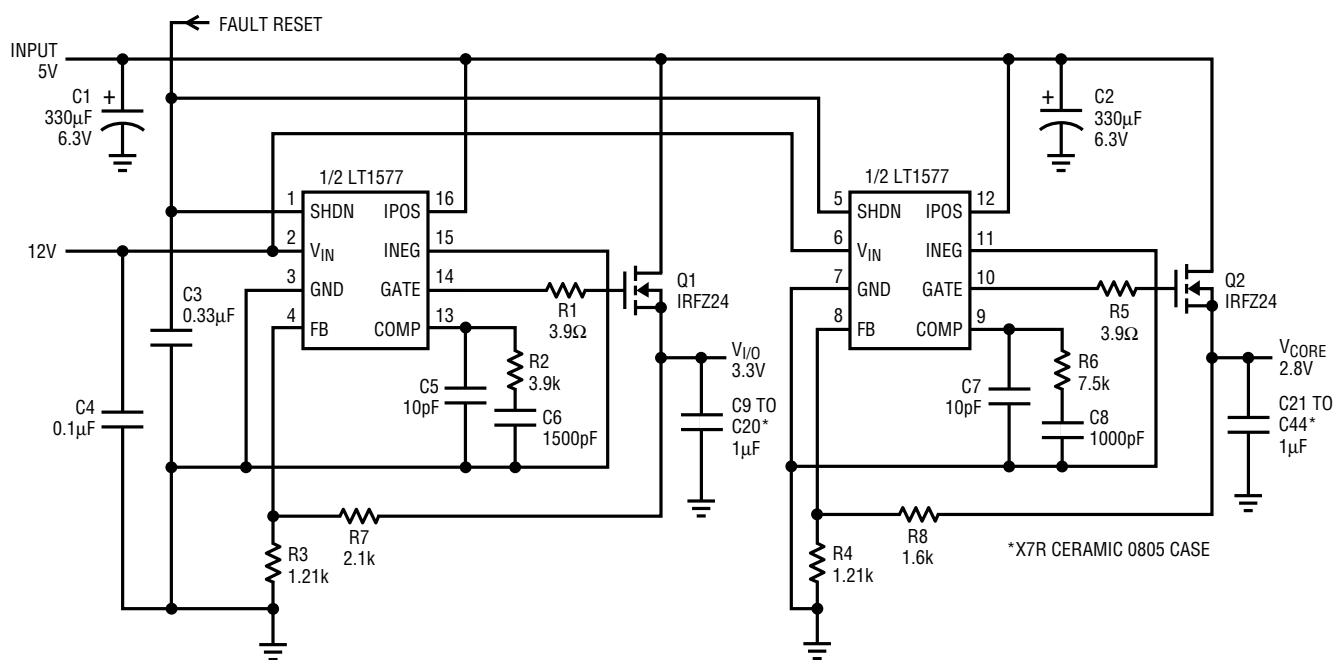 FAULT RESET
INPUT
5V
C1
+
330µF
6.3V
C2
+
330µF
6.3V
12V
C3
0.33µF
C4
0.1µF
1/2 LT1577
1
SHDN
IPOS
16
2
VIN
INEG
15
3
GND
GATE
14
4
FB
COMP
13
R1
3.9Ω
Q1
IRFZ24
R2
3.9k
C5
10pF
C6
1500pF
VI/O
3.3V
C9 TO
C20*
1µF
R7
2.1k
R3
1.21k
1/2 LT1577
5
SHDN
IPOS
12
6
VIN
INEG
11
7
GND
GATE
10
8
FB
COMP
9
R5
3.9Ω
Q2
IRFZ24
R6
7.5k
C7
10pF
C8
1000pF
VCORE
2.8V
C21 TO
C44*
1µF
R8
1.6k
R4
1.21k
*X7R CERAMIC 0805 CASE